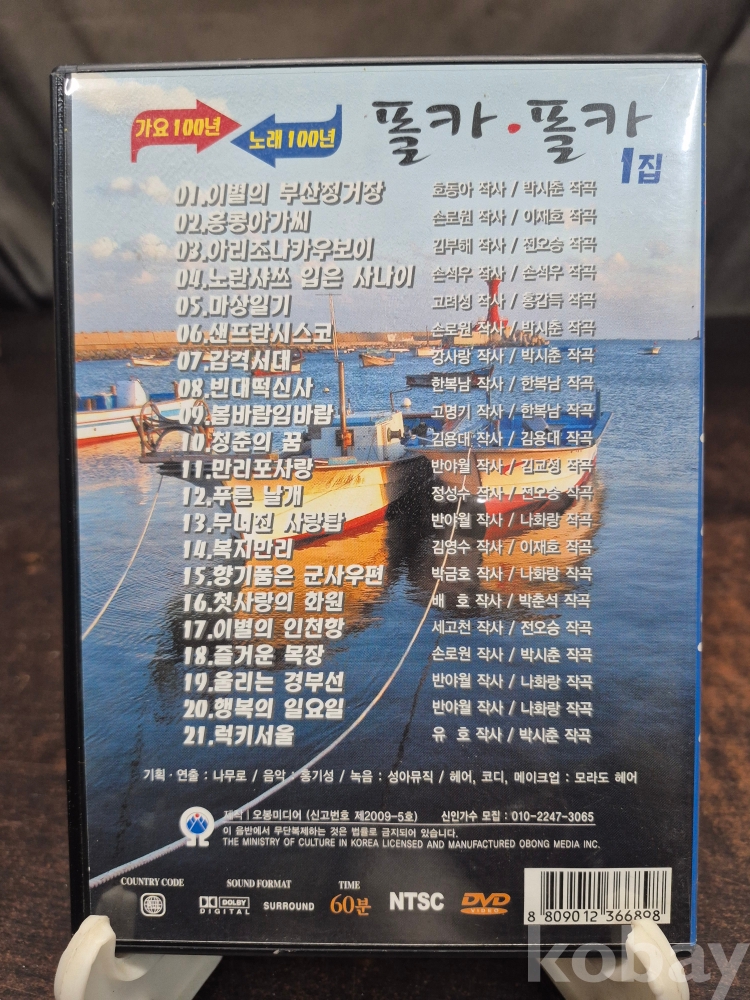 가요 100년
노래 100년
폴카·폴카
1집
01.이별의 부산정거장 호동아 작사 / 박시춘 작곡
02.홍콩아가씨 손로원 작사 / 이재호 작곡
03.아리조나카우보이 김부해 작사 / 전오승 작곡
04.노란샤쓰 입은 사나이 손석우 작사 / 손석우 작곡
05.마상일기 고려성 작사 / 홍갑득 작곡
06.샌프란시스코 손로원 작사 / 박시춘 작곡
07.감격시대 강사랑 작사 / 박시춘 작곡
08.빈대떡신사 한복남 작사 / 한복남 작곡
09.봄바람님바람 고명기 작사 / 한복남 작곡
10.청춘의 꿈 김용대 작사 / 김용대 작곡
11.만리포사랑 반야월 작사 / 김교성 작곡
12.푸른 날개 정성수 작사 / 전오승 작곡
13.무너진 사랑탑 반야월 작사 / 나화랑 작곡
14.복지만리 김영수 작사 / 이재호 작곡
15.향기품은 군사우편 박금호 작사 / 나화랑 작곡
16.첫사랑의 화원 배 호 작사 / 박춘석 작곡
17.이별의 인천항 세고천 작사 / 전오승 작곡
18.즐거운 목장 손로원 작사 / 박시춘 작곡
19.울리는 경부선 반야월 작사 / 나화랑 작곡
20.행복의 일요일 반야월 작사 / 나화랑 작곡
21.럭키서울 유 호 작사 / 박시춘 작곡
기획·연출 : 나무로 / 음악 : 홍기성 / 녹음 : 성아뮤직 / 헤어, 코디, 메이크업 : 모라도 헤어
제작 | 오봉미디어 (신고번호 제2009-5호) 신인가수 모집 : 010-2247-3065
이 음반에서 무단복제하는 것은 법률로 금지되어 있습니다.
THE MINISTRY OF CULTURE IN KOREA LICENSED AND MANUFACTURED OBONG MEDIA INC.
COUNTRY CODE SOUND FORMAT TIME
DOLBY DIGITAL SURROUND 60분 NTSC DVD VIDEO
8 809012 366898
kobay